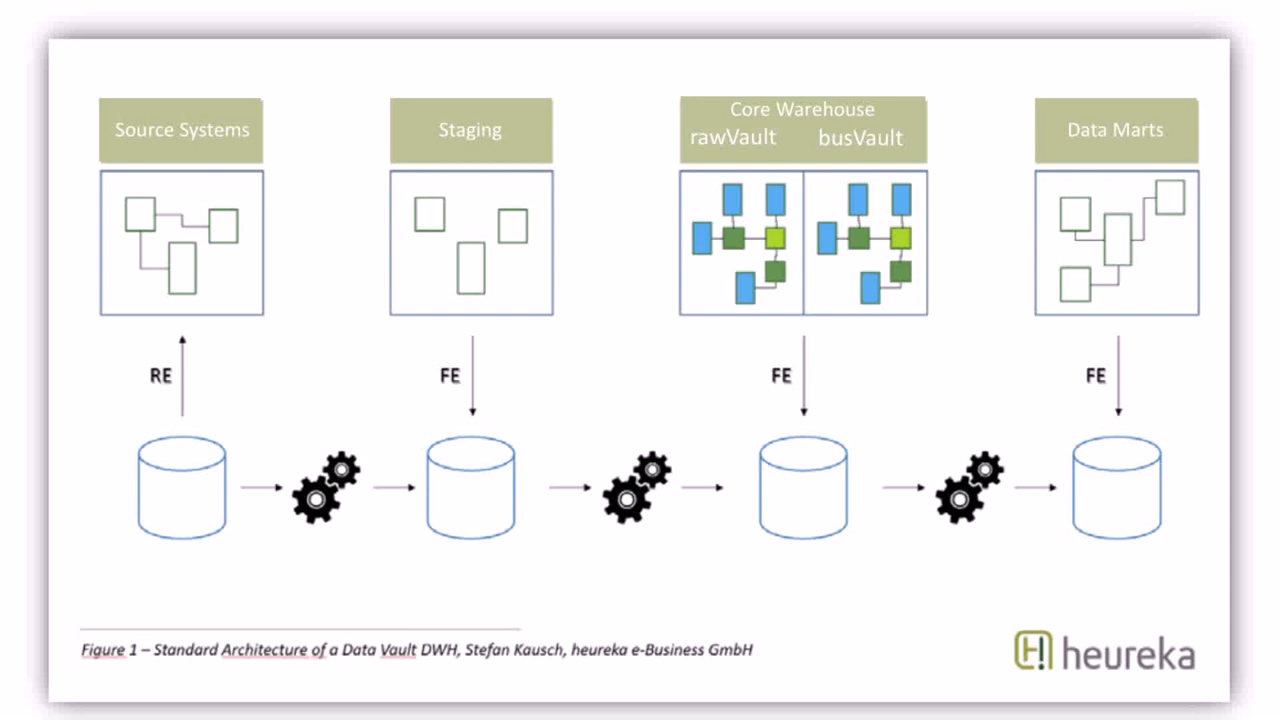 Source Systems
Staging
Core Warehouse
rawVault busVault
Data Marts
RE
FE
FE
FE
Figure 1 – Standard Architecture of a Data Vault DWH, Stefan Kausch, heureka e-Business GmbH
H! heureka